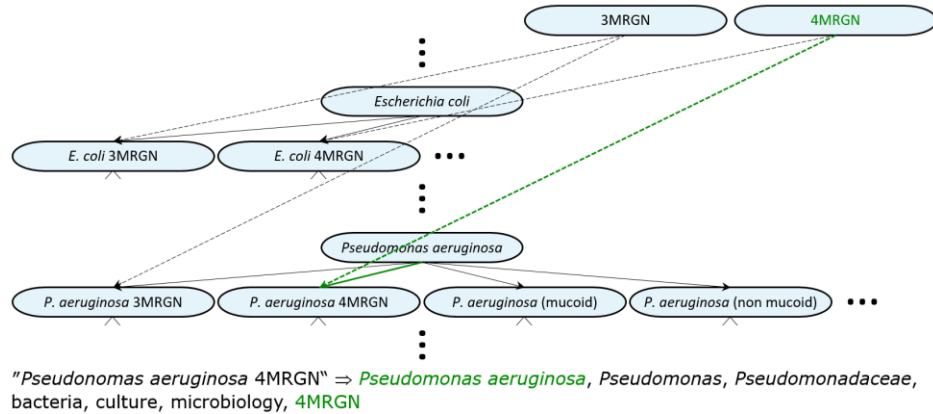 3MRGN 4MRGN
Escherichia coli
E. coli 3MRGN E. coli 4MRGN
Pseudomonas aeruginosa
P. aeruginosa 3MRGN P. aeruginosa 4MRGN P. aeruginosa (mucoid) P. aeruginosa (non mucoid)
"Pseudonomas aeruginosa 4MRGN“ ⇒ Pseudomonas aeruginosa, Pseudomonas, Pseudomonadaceae,
bacteria, culture, microbiology, 4MRGN